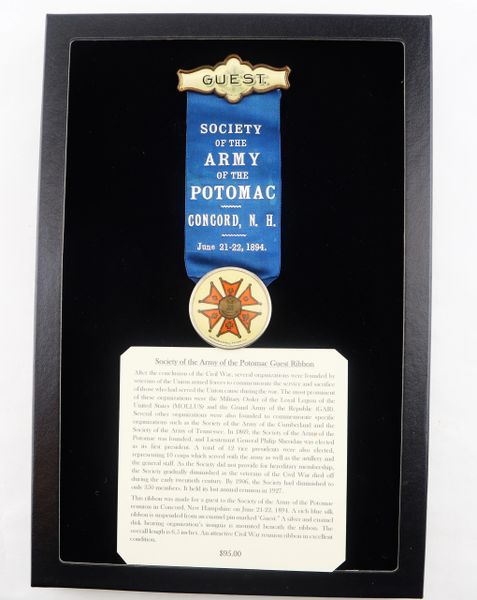 GUEST.
SOCIETY
OF THE
ARMY
OF THE
POTOMAC
CONCORD, N. H.
June 21-22, 1894.
Society of the Army of the Potomac Guest Ribbon
After the conclusion of the Civil War, several organizations were founded by
veterans of the Union armed forces to commemorate the service and sacrifice
of those who had served the Union cause during the war. The most prominent
of these organizations were the Military Order of the Loyal Legion of the
United States (MOLLUS) and the Grand Army of the Republic (GAR).
Several other organizations were also founded to commemorate specific
organizations such as the Society of the Army of the Cumberland and the
Society of the Army of Tennessee. In 1869, the Society of the Army of the
Potomac was founded, and Lieutenant General Philip Sheridan was elected
as its first president. A total of 12 vice presidents were also elected,
representing 10 corps which served with the army as well as the artillery and
the general staff. As the Society did not provide for hereditary membership,
the Society gradually diminished as the veterans of the Civil War died off
during the early twentieth century. By 1906, the Society had diminished to
only 350 members. It held its last annual reunion in 1927.
This ribbon was made for a guest to the Society of the Army of the Potomac
reunion in Concord, New Hampshire on June 21-22, 1894. A rich blue silk
ribbon is suspended from an enamel pin marked "Guest." A silver and enamel
disk bearing organization's insignia is mounted beneath the ribbon. The
overall length is 6.5 inches. An attractive Civil War reunion ribbon in excellent
condition.
$95.00